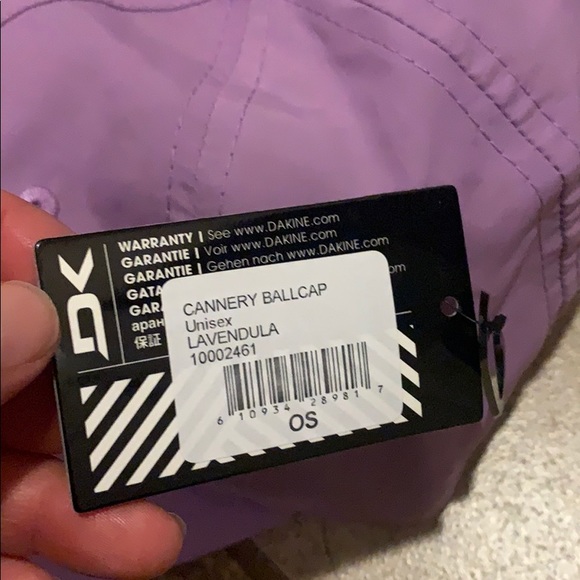 DK
WARRANTY | See www.DAKINE.com
GARANTIE | Voir www.DAKINE.com
GARANTIE | Gehen nach www.DAKINE.com
保証
CANNERY BALLCAP
Unisex
LAVENDULA
10002461
6 10934 28981 7
OS